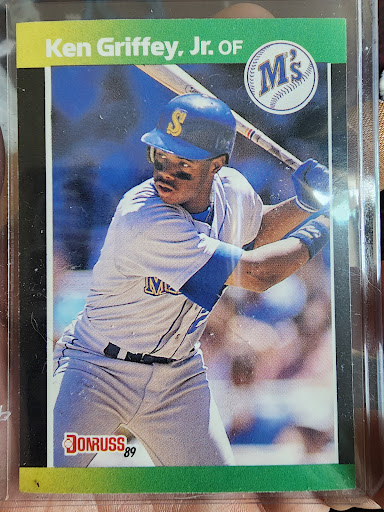 Ken Griffey, Jr. OF
M's
S
DONRUSS
89